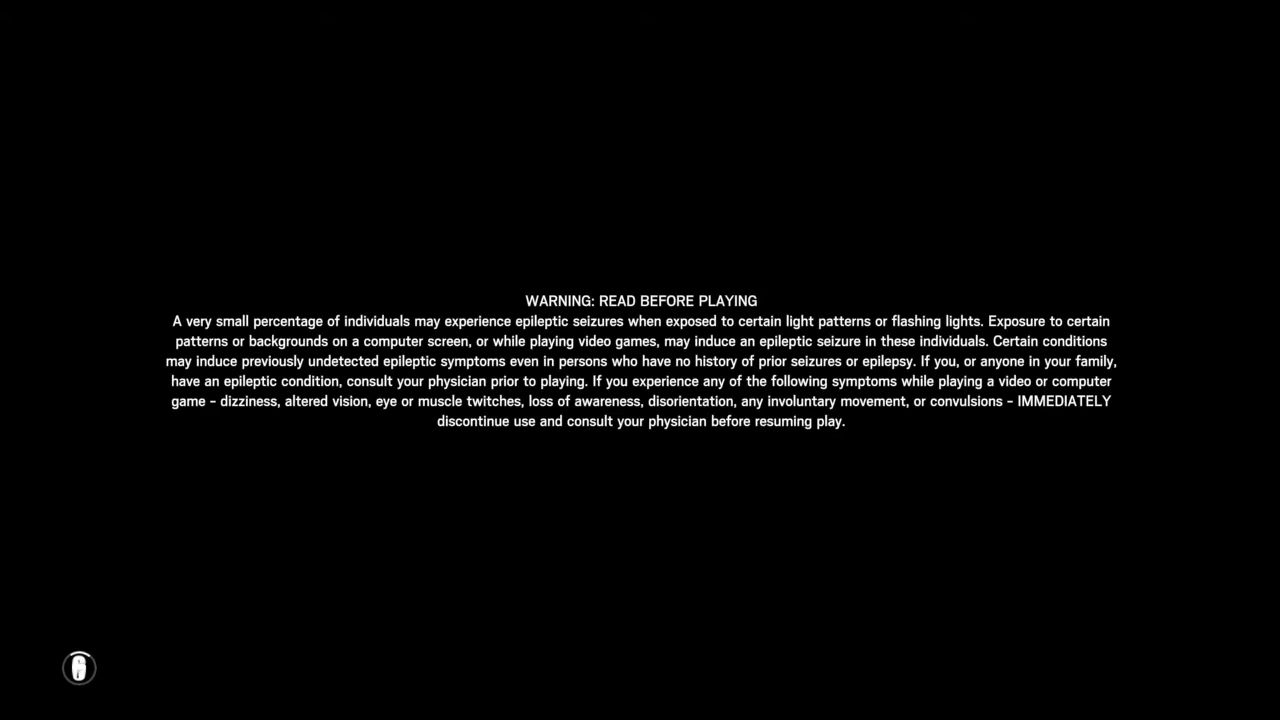 WARNING: READ BEFORE PLAYING
A very small percentage of individuals may experience epileptic seizures when exposed to certain light patterns or flashing lights. Exposure to certain
patterns or backgrounds on a computer screen, or while playing video games, may induce an epileptic seizure in these individuals. Certain conditions
may induce previously undetected epileptic symptoms even in persons who have no history of prior seizures or epilepsy. If you, or anyone in your family,
have an epileptic condition, consult your physician prior to playing. If you experience any of the following symptoms while playing a video or computer
game - dizziness, altered vision, eye or muscle twitches, loss of awareness, disorientation, any involuntary movement, or convulsions - IMMEDIATELY
discontinue use and consult your physician before resuming play.
6